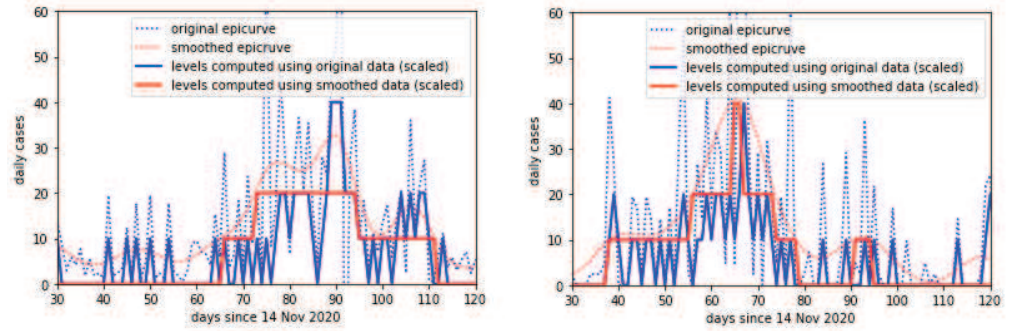 60
50
40
30
20
10
0
daily cases
original epicurve
smoothed epicruve
levels computed using original data (scaled)
levels computed using smoothed data (scaled)
30 40 50 60 70 80 90 100 110 120
days since 14 Nov 2020
60
50
40
30
20
10
0
daily cases
original epicurve
smoothed epicruve
levels computed using original data (scaled)
levels computed using smoothed data (scaled)
30 40 50 60 70 80 90 100 110 120
days since 14 Nov 2020